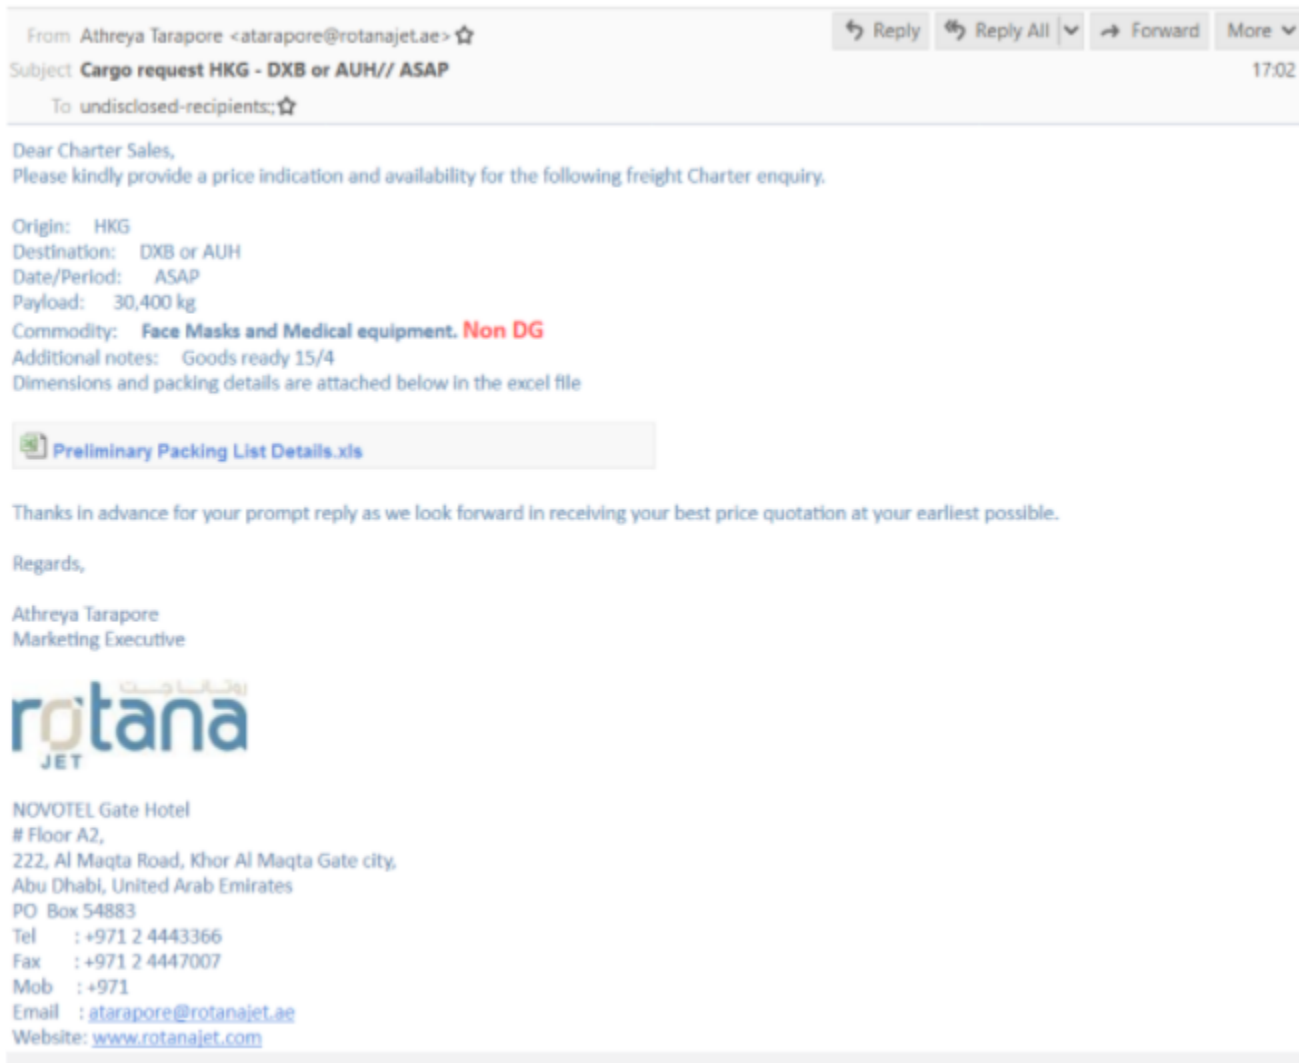 From Athreya Tarapore <atarapore@rotanajet.ae>
Reply Reply All Forward More
Subject Cargo request HKG - DXB or AUH// ASAP
17:02
To undisclosed-recipients:;
Dear Charter Sales,
Please kindly provide a price indication and availability for the following freight Charter enquiry.
Origin: HKG
Destination: DXB or AUH
Date/Period: ASAP
Payload: 30,400 kg
Commodity: Face Masks and Medical equipment. Non DG
Additional notes: Goods ready 15/4
Dimensions and packing details are attached below in the excel file
Preliminary Packing List Details.xls
Thanks in advance for your prompt reply as we look forward in receiving your best price quotation at your earliest possible.
Regards,
Athreya Tarapore
Marketing Executive
روتانا جت
rotana
JET
NOVOTEL Gate Hotel
# Floor A2,
222, Al Maqta Road, Khor Al Maqta Gate city,
Abu Dhabi, United Arab Emirates
PO Box 54883
Tel : +971 2 4443366
Fax : +971 2 4447007
Mob : +971
Email : atarapore@rotanajet.ae
Website: www.rotanajet.com